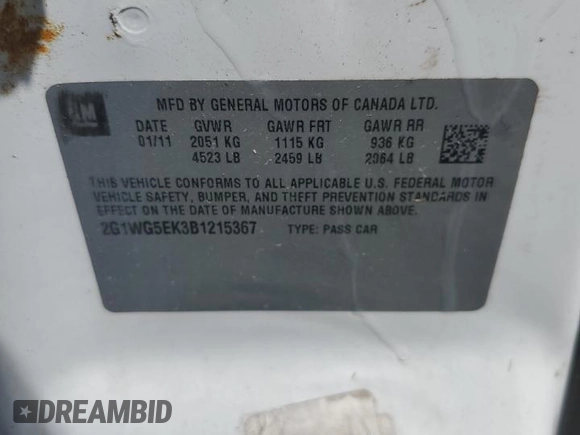 GM
MFD BY GENERAL MOTORS OF CANADA LTD.
DATE GVWR GAWR FRT GAWR RR
01/11 2051 KG 1115 KG 936 KG
4523 LB 2459 LB 2064 LB
THIS VEHICLE CONFORMS TO ALL APPLICABLE U.S. FEDERAL MOTOR
VEHICLE SAFETY, BUMPER, AND THEFT PREVENTION STANDARDS IN
EFFECT ON THE DATE OF MANUFACTURE SHOWN ABOVE.
2G1WG5EK3B1215367 TYPE: PASS CAR
DREAMBID